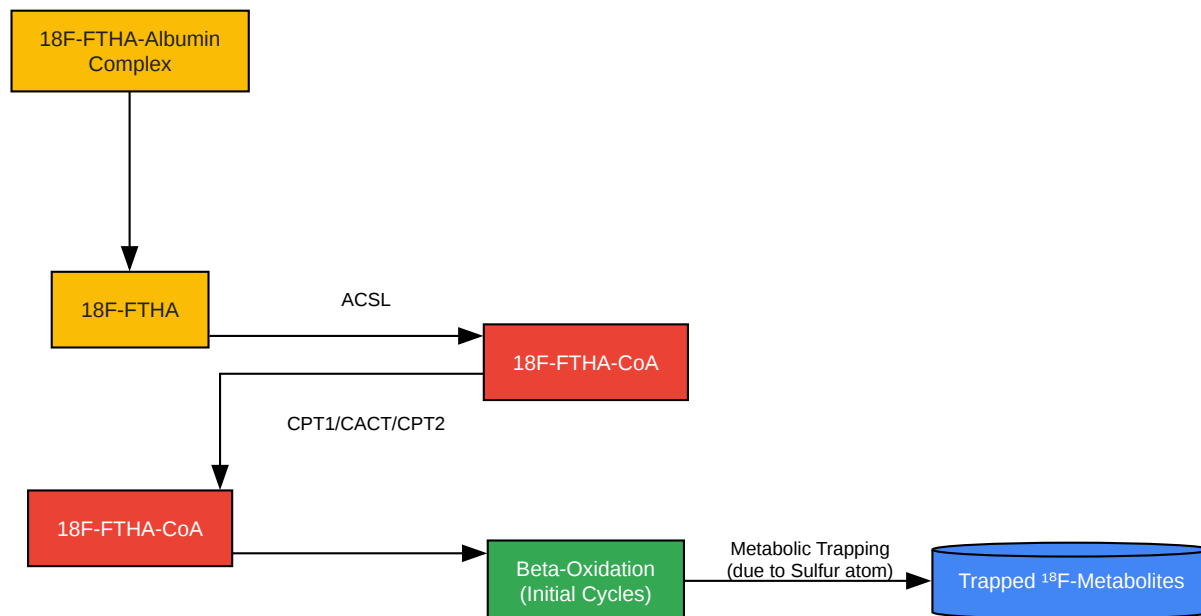 18F-FTHA-Albumin
Complex
18F-FTHA
ACSL
18F-FTHA-CoA
CPT1/CACT/CPT2
18F-FTHA-CoA
Beta-Oxidation
(Initial Cycles)
Metabolic Trapping
(due to Sulfur atom)
Trapped ¹⁸F-Metabolites